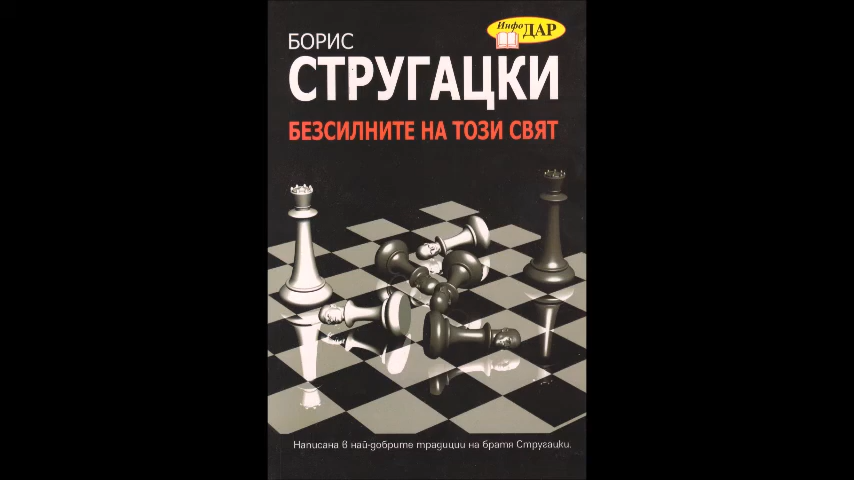 Инфо ДАР
БОРИС
СТРУГАЦКИ
БЕЗСИЛНИТЕ НА ТОЗИ СВЯТ
Написана в най-добрите традиции на братя Стругацки.